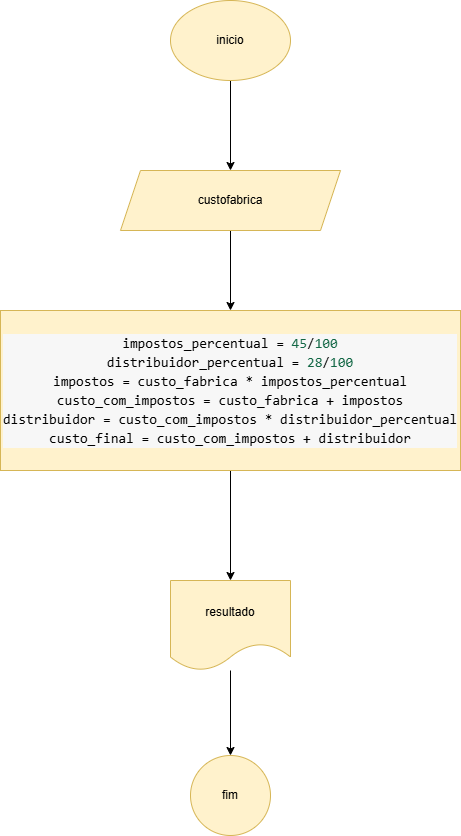 inicio
custofabrica
impostos_percentual = 45/100
distribuidor_percentual = 28/100
impostos = custo_fabrica * impostos_percentual
custo_com_impostos = custo_fabrica + impostos
distribuidor = custo_com_impostos * distribuidor_percentual
custo_final = custo_com_impostos + distribuidor
resultado
fim